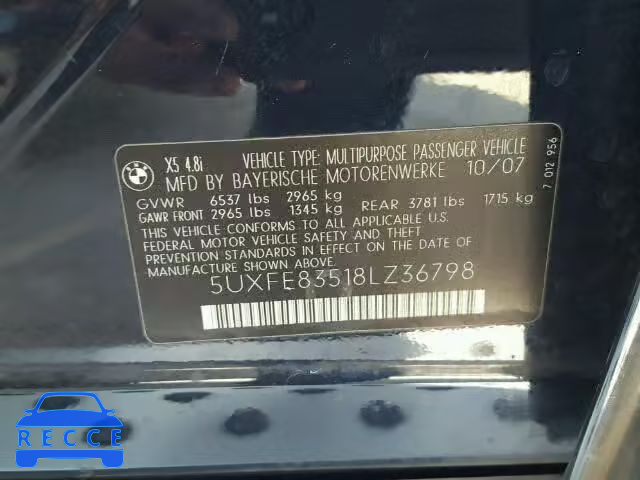 BMW
X5 4.8i VEHICLE TYPE: MULTIPURPOSE PASSENGER VEHICLE
MFD BY BAYERISCHE MOTORENWERKE 10/07
GVWR 6537 lbs 2965 kg
GAWR FRONT 2965 lbs 1345 kg REAR 3781 lbs 1715 kg
THIS VEHICLE CONFORMS TO ALL APPLICABLE U.S.
FEDERAL MOTOR VEHICLE SAFETY AND THEFT PREVENTION
STANDARDS IN EFFECT ON THE DATE OF MANUFACTURE
SHOWN ABOVE.
5UXFE83518LZ36798
7 012 956
RECCE